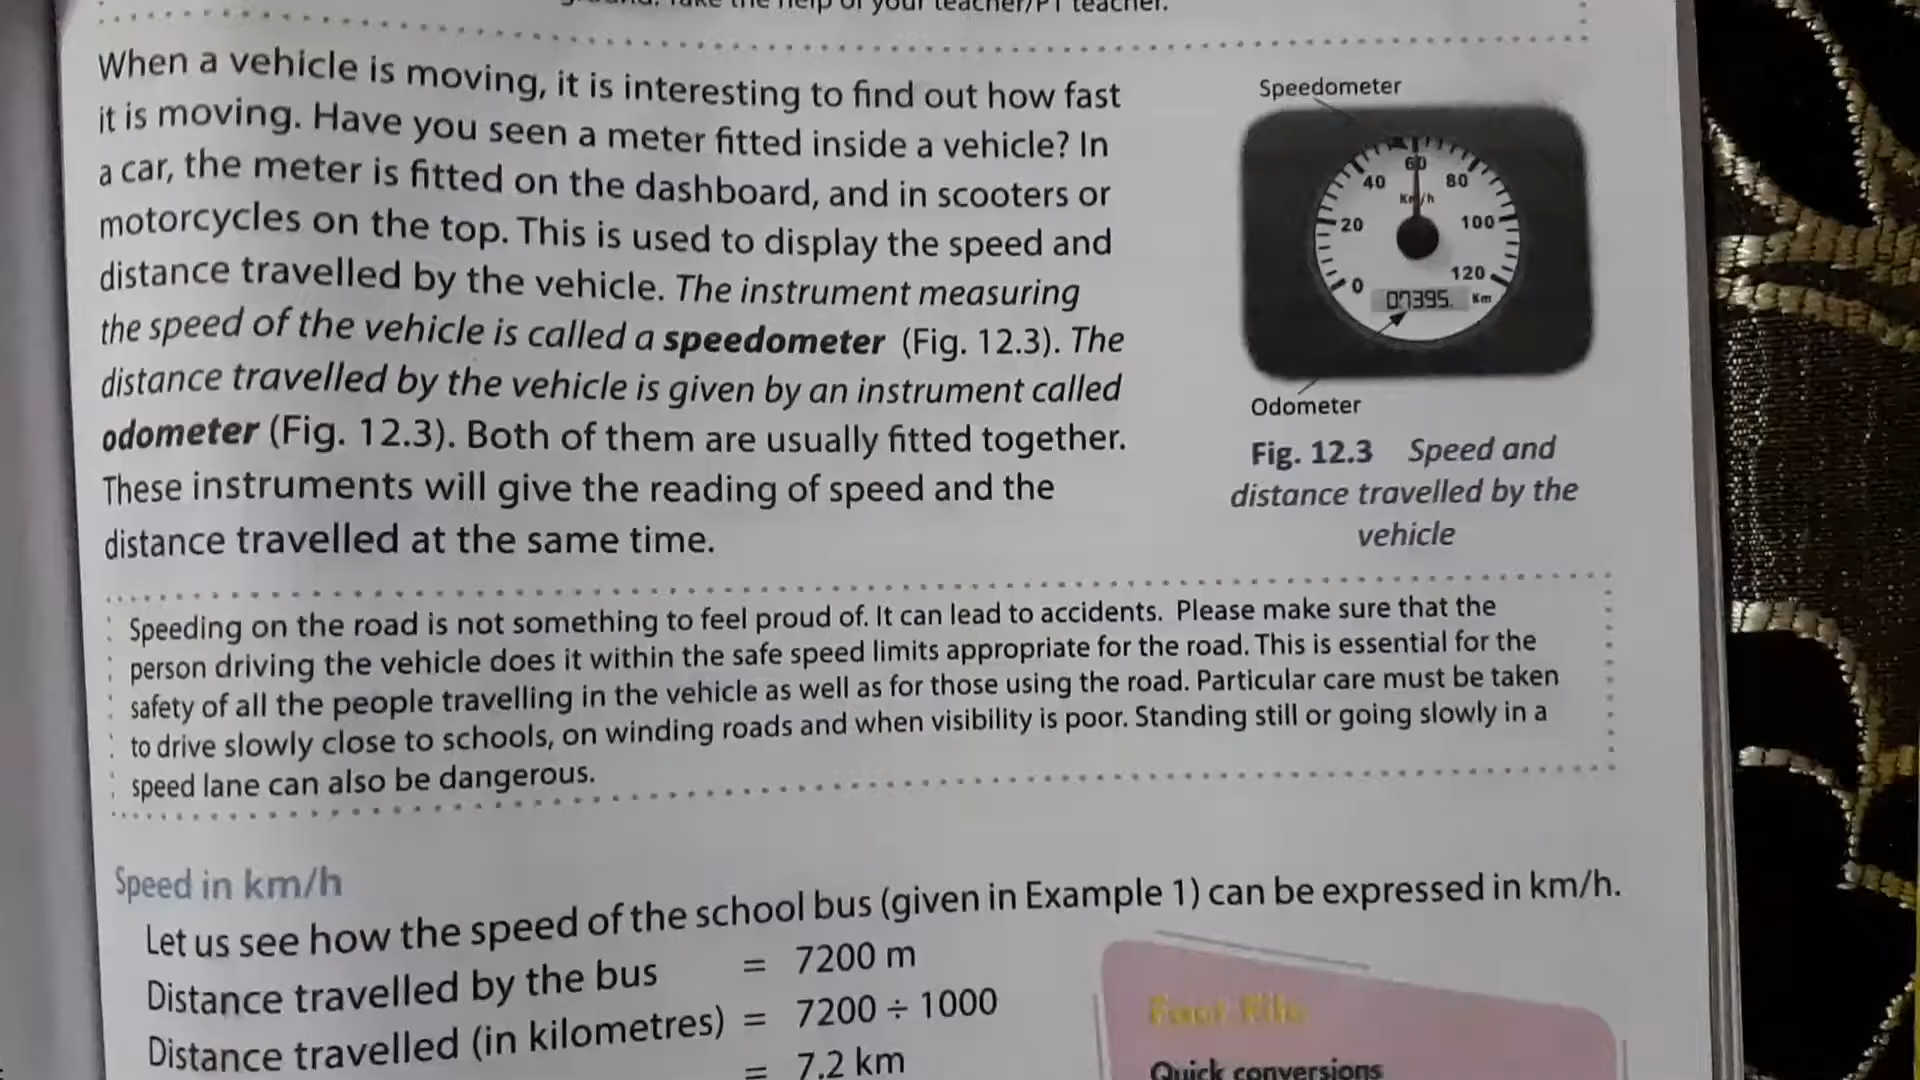 the help of your teacher/PT teacher.
When a vehicle is moving, it is interesting to find out how fast
it is moving. Have you seen a meter fitted inside a vehicle? In
a car, the meter is fitted on the dashboard, and in scooters or
motorcycles on the top. This is used to display the speed and
distance travelled by the vehicle. The instrument measuring
the speed of the vehicle is called a speedometer (Fig. 12.3). The
distance travelled by the vehicle is given by an instrument called
odometer (Fig. 12.3). Both of them are usually fitted together.
These instruments will give the reading of speed and the
distance travelled at the same time.
Speedometer
0 20 40 60 80 100 120
Km/h
07395. Km
Odometer
Fig. 12.3 Speed and
distance travelled by the
vehicle
Speeding on the road is not something to feel proud of. It can lead to accidents. Please make sure that the
person driving the vehicle does it within the safe speed limits appropriate for the road. This is essential for the
safety of all the people travelling in the vehicle as well as for those using the road. Particular care must be taken
to drive slowly close to schools, on winding roads and when visibility is poor. Standing still or going slowly in a
speed lane can also be dangerous.
Speed in km/h
Let us see how the speed of the school bus (given in Example 1) can be expressed in km/h.
Distance travelled by the bus = 7200 m
Distance travelled (in kilometres) = 7200 ÷ 1000
= 7.2 km
Quick conversions